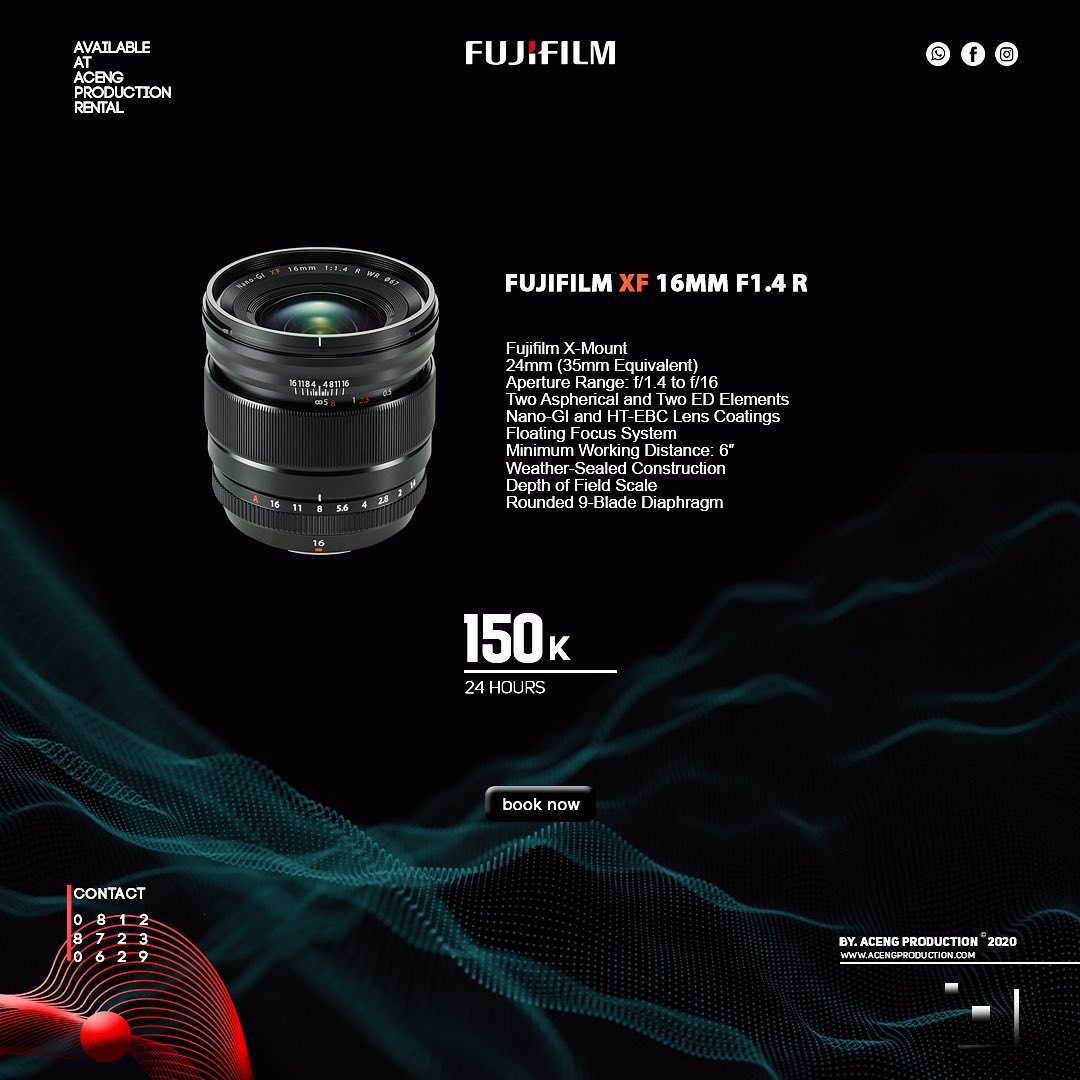 AVAILABLE
AT
ACENG
PRODUCTION
RENTAL
FUJIFILM
Nano-GI XF 16mm 1:1.4 R WR ø67
16 11 8 4 4 8 11 16
∞ 5 8 1 2.5 0.5
A 16 11 8 5.6 4 2.8 2 1.4
16
FUJIFILM XF 16MM F1.4 R
Fujifilm X-Mount
24mm (35mm Equivalent)
Aperture Range: f/1.4 to f/16
Two Aspherical and Two ED Elements
Nano-GI and HT-EBC Lens Coatings
Floating Focus System
Minimum Working Distance: 6″
Weather-Sealed Construction
Depth of Field Scale
Rounded 9-Blade Diaphragm
150 K
24 HOURS
book now
CONTACT
0 8 1 2
8 7 2 3
0 6 2 9
BY. ACENG PRODUCTION © 2020
WWW.ACENGPRODUCTION.COM